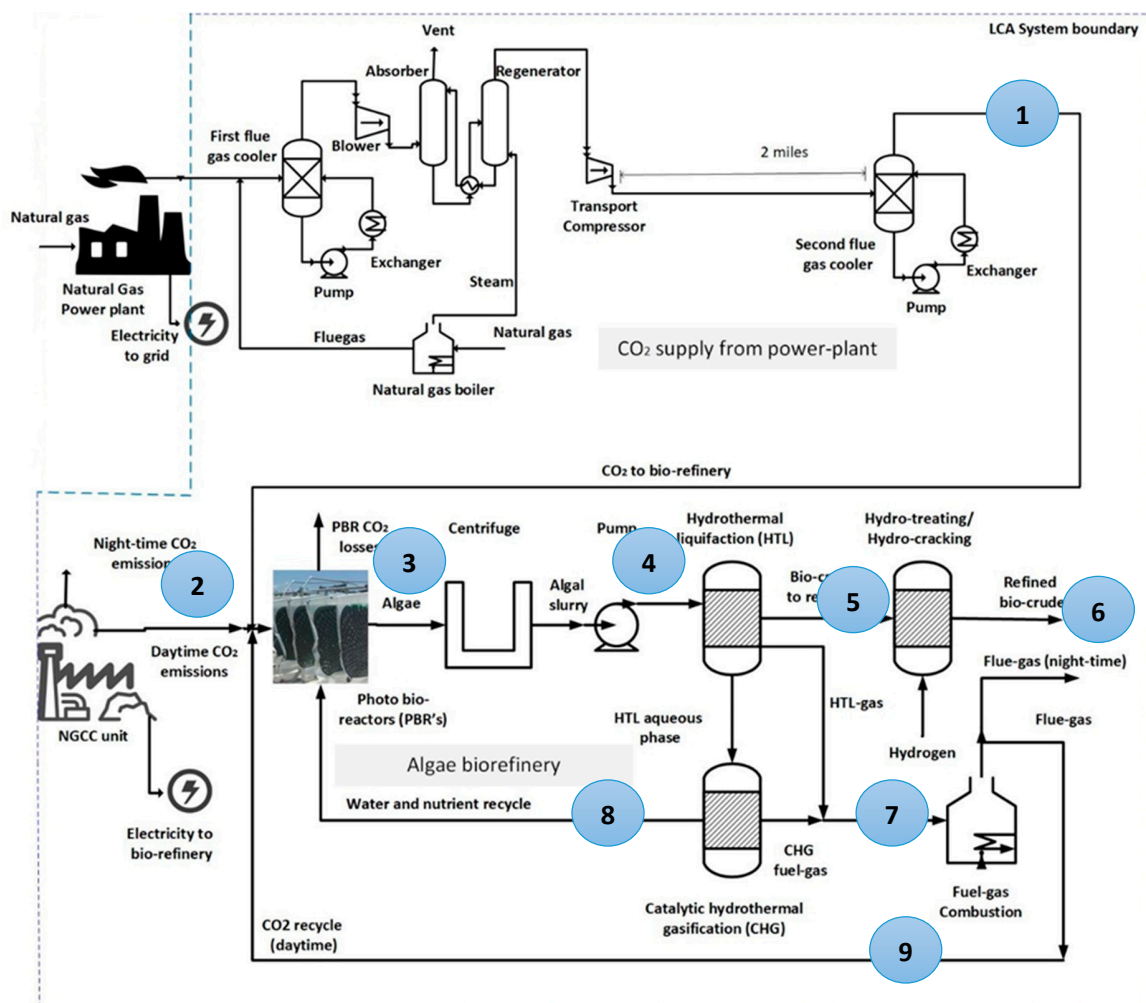 LCA System boundary
Vent
Absorber
Regenerator
1
First flue
gas cooler
Blower
2 miles
Natural gas
Transport
Compressor
Second flue
gas cooler
Exchanger
Exchanger
Steam
Pump
Pump
Natural Gas
Power plant
Electricity
to grid
Fluegas
Natural gas
CO2 supply from power-plant
Natural gas boiler
CO2 to bio-refinery
PBR CO2
losses
Centrifuge
Pump
Hydrothermal
liquifaction (HTL)
Hydro-treating/
Hydro-cracking
Night-time CO2
emission
2
3
4
Algae
Algal
slurry
to
5
Refined
bio-crude
6
Daytime CO2
emissions
Flue-gas (night-time)
Photo bio-
reactors (PBR's)
HTL aqueous
phase
HTL-gas
Flue-gas
NGCC unit
Hydrogen
Algae biorefinery
Water and nutrient recycle
8
7
Electricity to
bio-refinery
CHG
fuel-gas
Fuel-gas
Combustion
Catalytic hydrothermal
gasification (CHG)
CO2 recycle
(daytime)
9